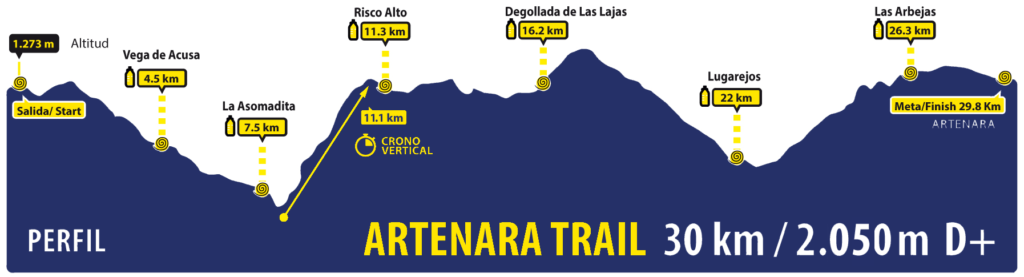 1.273 m
Altitud
Salida/ Start
Vega de Acusa
4.5 km
La Asomadita
7.5 km
Risco Alto
11.3 km
11.1 km
CRONO
VERTICAL
Degollada de Las Lajas
16.2 km
Lugarejos
22 km
Las Arbejas
26.3 km
Meta/Finish 29.8 Km
ARTENARA
PERFIL
ARTENARA TRAIL 30 km / 2.050 m D+